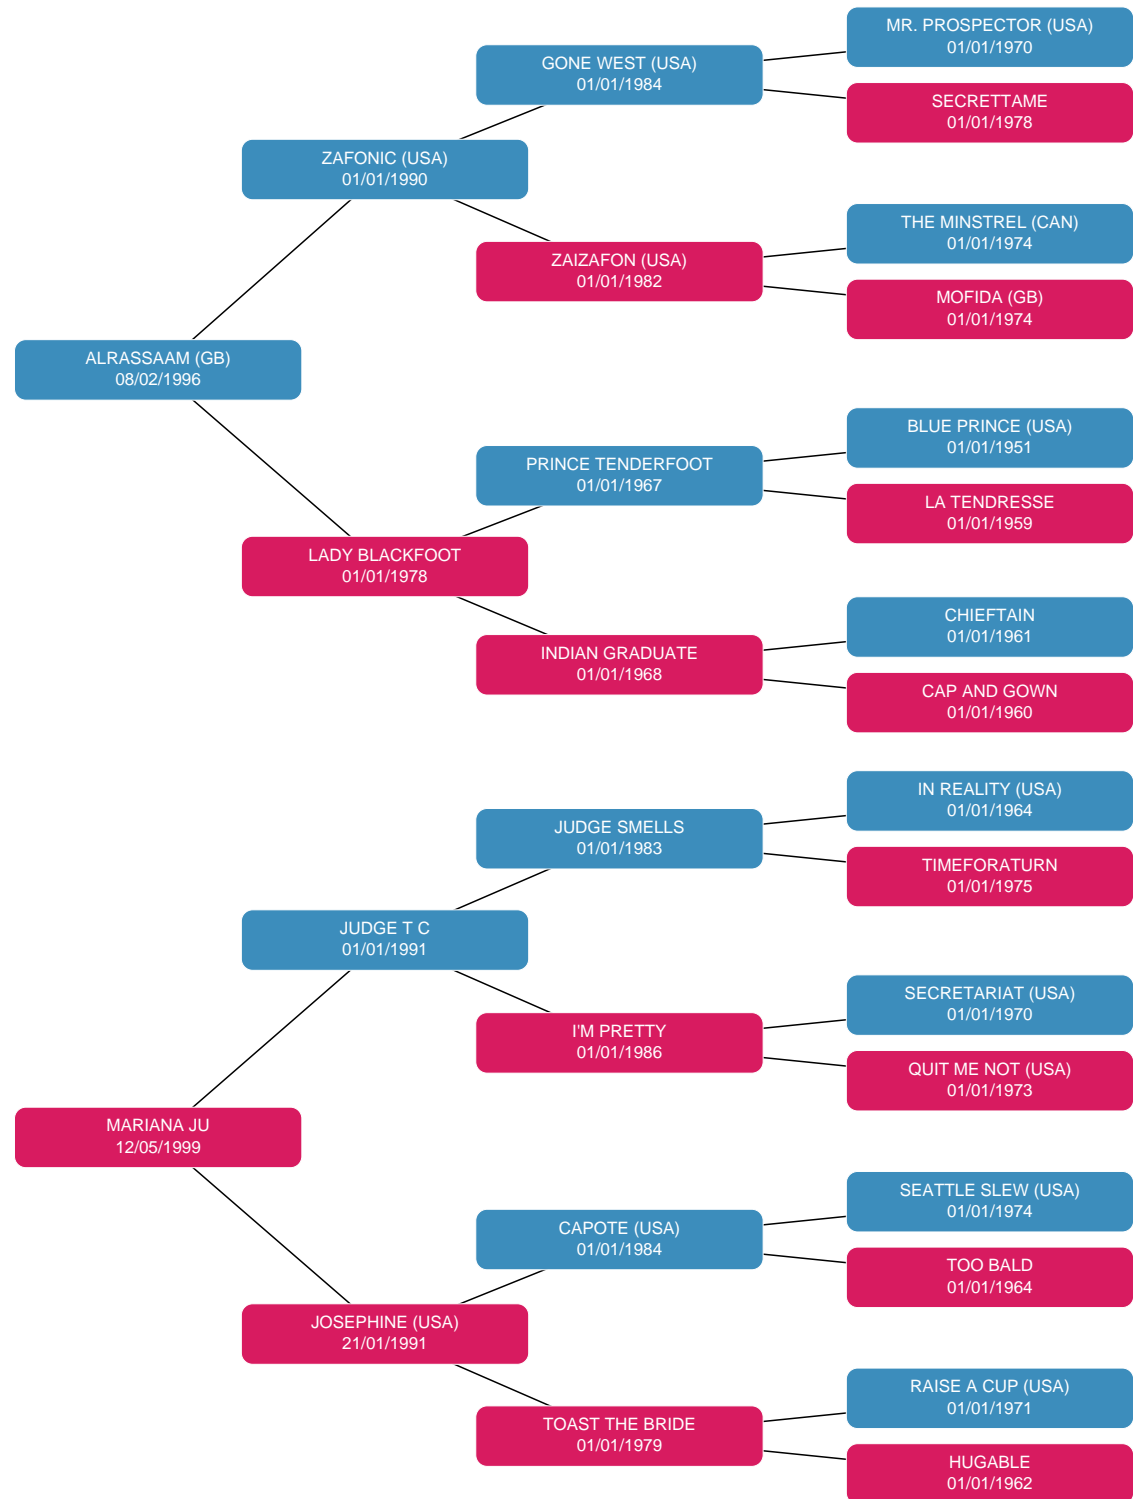 MR. PROSPECTOR (USA)
01/01/1970
GONE WEST (USA)
01/01/1984
SECRETTAME
01/01/1978
ZAFONIC (USA)
01/01/1990
THE MINSTREL (CAN)
01/01/1974
ZAIZAFON (USA)
01/01/1982
MOFIDA (GB)
01/01/1974
ALRASSAAM (GB)
08/02/1996
BLUE PRINCE (USA)
01/01/1951
PRINCE TENDERFOOT
01/01/1967
LA TENDRESSE
01/01/1959
LADY BLACKFOOT
01/01/1978
CHIEFTAIN
01/01/1961
INDIAN GRADUATE
01/01/1968
CAP AND GOWN
01/01/1960
IN REALITY (USA)
01/01/1964
JUDGE SMELLS
01/01/1983
TIMEFORATURN
01/01/1975
JUDGE T C
01/01/1991
SECRETARIAT (USA)
01/01/1970
I'M PRETTY
01/01/1986
QUIT ME NOT (USA)
01/01/1973
MARIANA JU
12/05/1999
SEATTLE SLEW (USA)
01/01/1974
CAPOTE (USA)
01/01/1984
TOO BALD
01/01/1964
JOSEPHINE (USA)
21/01/1991
RAISE A CUP (USA)
01/01/1971
TOAST THE BRIDE
01/01/1979
HUGABLE
01/01/1962